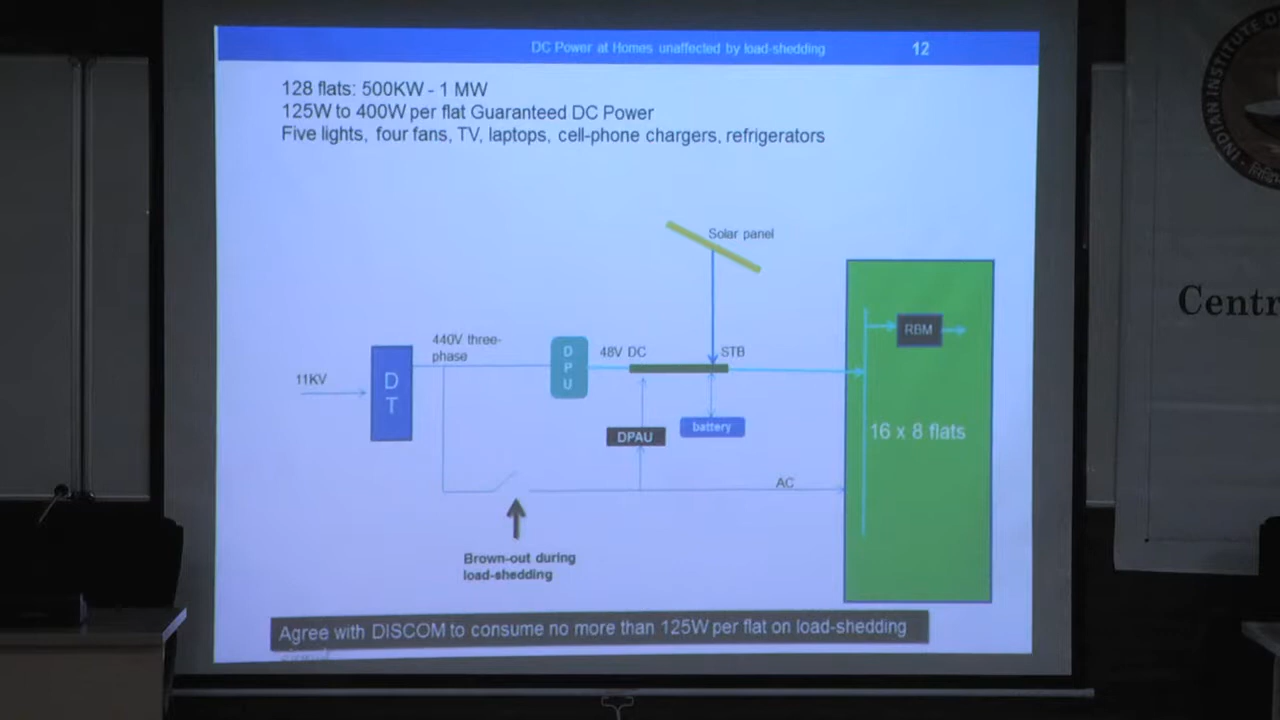 DC Power at Homes unaffected by load-shedding 12
128 flats: 500KW - 1 MW
125W to 400W per flat Guaranteed DC Power
Five lights, four fans, TV, laptops, cell-phone chargers, refrigerators
Solar panel
RBM
440V three-
phase
D
P
U
48V DC
STB
11KV
D
T
battery
DPAU
16 x 8 flats
AC
Brown-out during
load-shedding
Agree with DISCOM to consume no more than 125W per flat on load-shedding
INDIAN INSTITUTE O
Centr